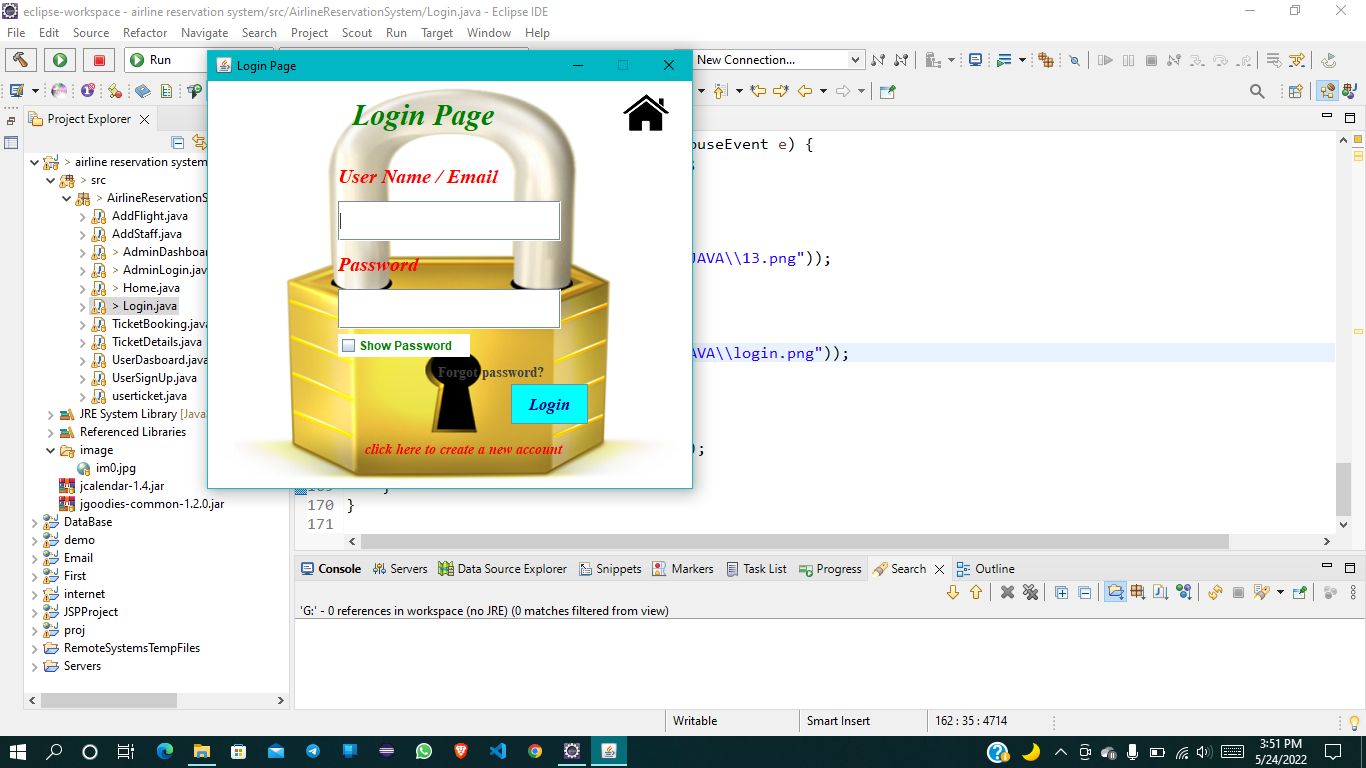 eclipse-workspace - airline reservation system/src/AirlineReservationSystem/Login.java - Eclipse IDE
File Edit Source Refactor Navigate Search Project Scout Run Target Window Help
Run
New Connection...
Login Page
Login Page
User Name / Email
Password
Show Password
Forgot password?
Login
click here to create a new account
Project Explorer
> airline reservation system
> src
> AirlineReservationS
AddFlight.java
AddStaff.java
> AdminDashboar
> AdminLogin.java
> Home.java
> Login.java
TicketBooking.java
TicketDetails.java
UserDasboard.java
UserSignUp.java
userticket.java
JRE System Library [Java
Referenced Libraries
image
im0.jpg
jcalendar-1.4.jar
jgoodies-common-1.2.0.jar
DataBase
demo
Email
First
internet
JSPProject
proj
RemoteSystemsTempFiles
Servers
ouseEvent e) {
JAVA\\13.png"));
AVA\\login.png"));
);
169 }
170 }
171
Console Servers Data Source Explorer Snippets Markers Task List Progress Search Outline
'G:' - 0 references in workspace (no JRE) (0 matches filtered from view)
Writable Smart Insert 162 : 35 : 4714
3:51 PM
5/24/2022